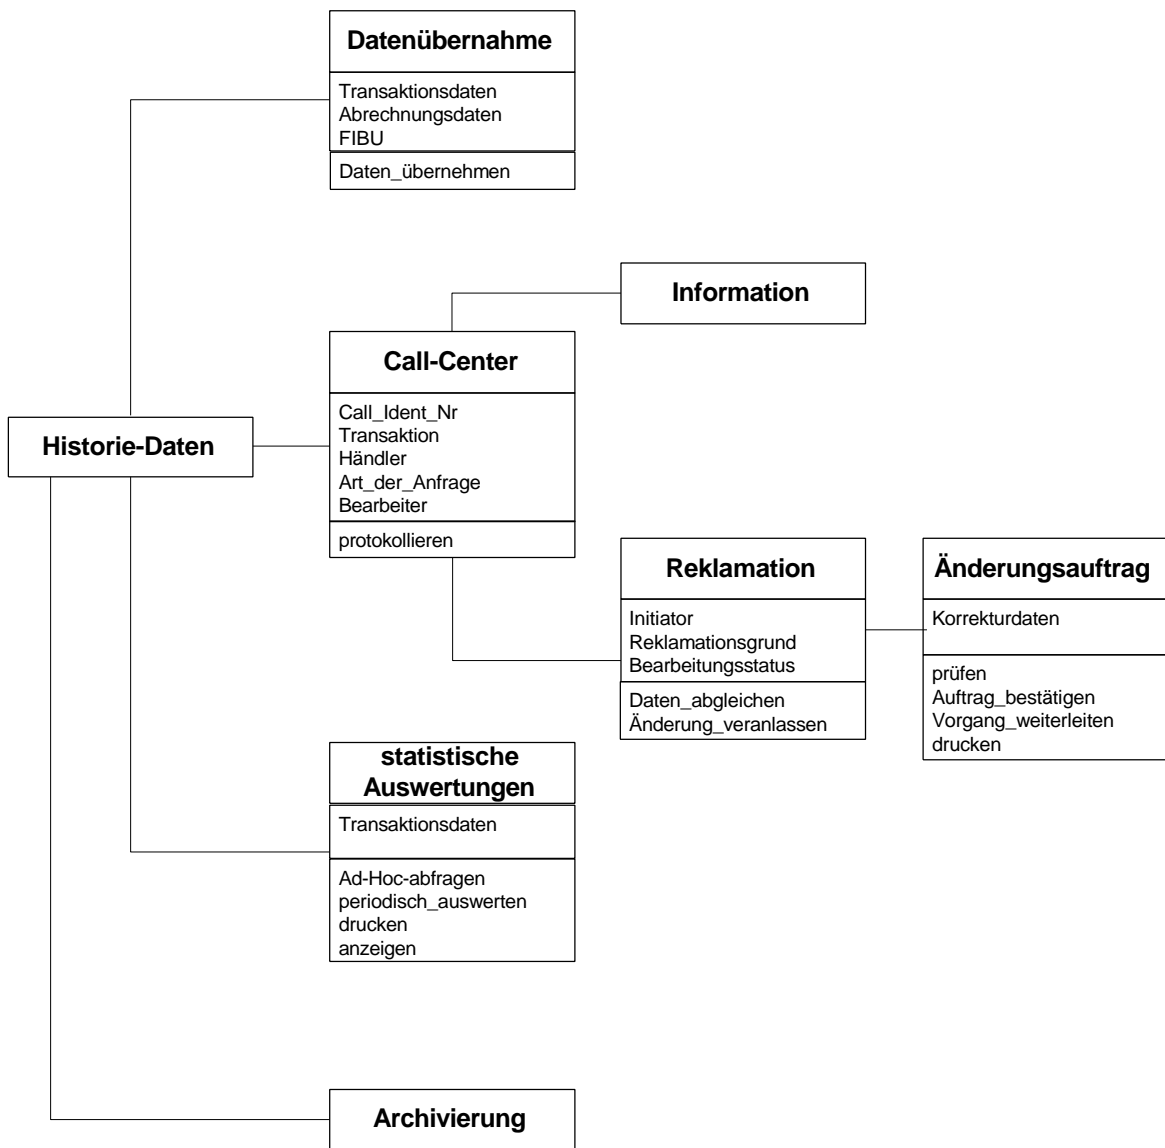 Datenübernahme
Transaktionsdaten
Abrechnungsdaten
FIBU
Daten_übernehmen
Information
Call-Center
Call_Ident_Nr
Transaktion
Händler
Art_der_Anfrage
Bearbeiter
protokollieren
Historie-Daten
Reklamation
Initiator
Reklamationsgrund
Bearbeitungsstatus
Daten_abgleichen
Änderung_veranlassen
Änderungsauftrag
Korrekturdaten
prüfen
Auftrag_bestätigen
Vorgang_weiterleiten
drucken
statistische
Auswertungen
Transaktionsdaten
Ad-Hoc-abfragen
periodisch_auswerten
drucken
anzeigen
Archivierung